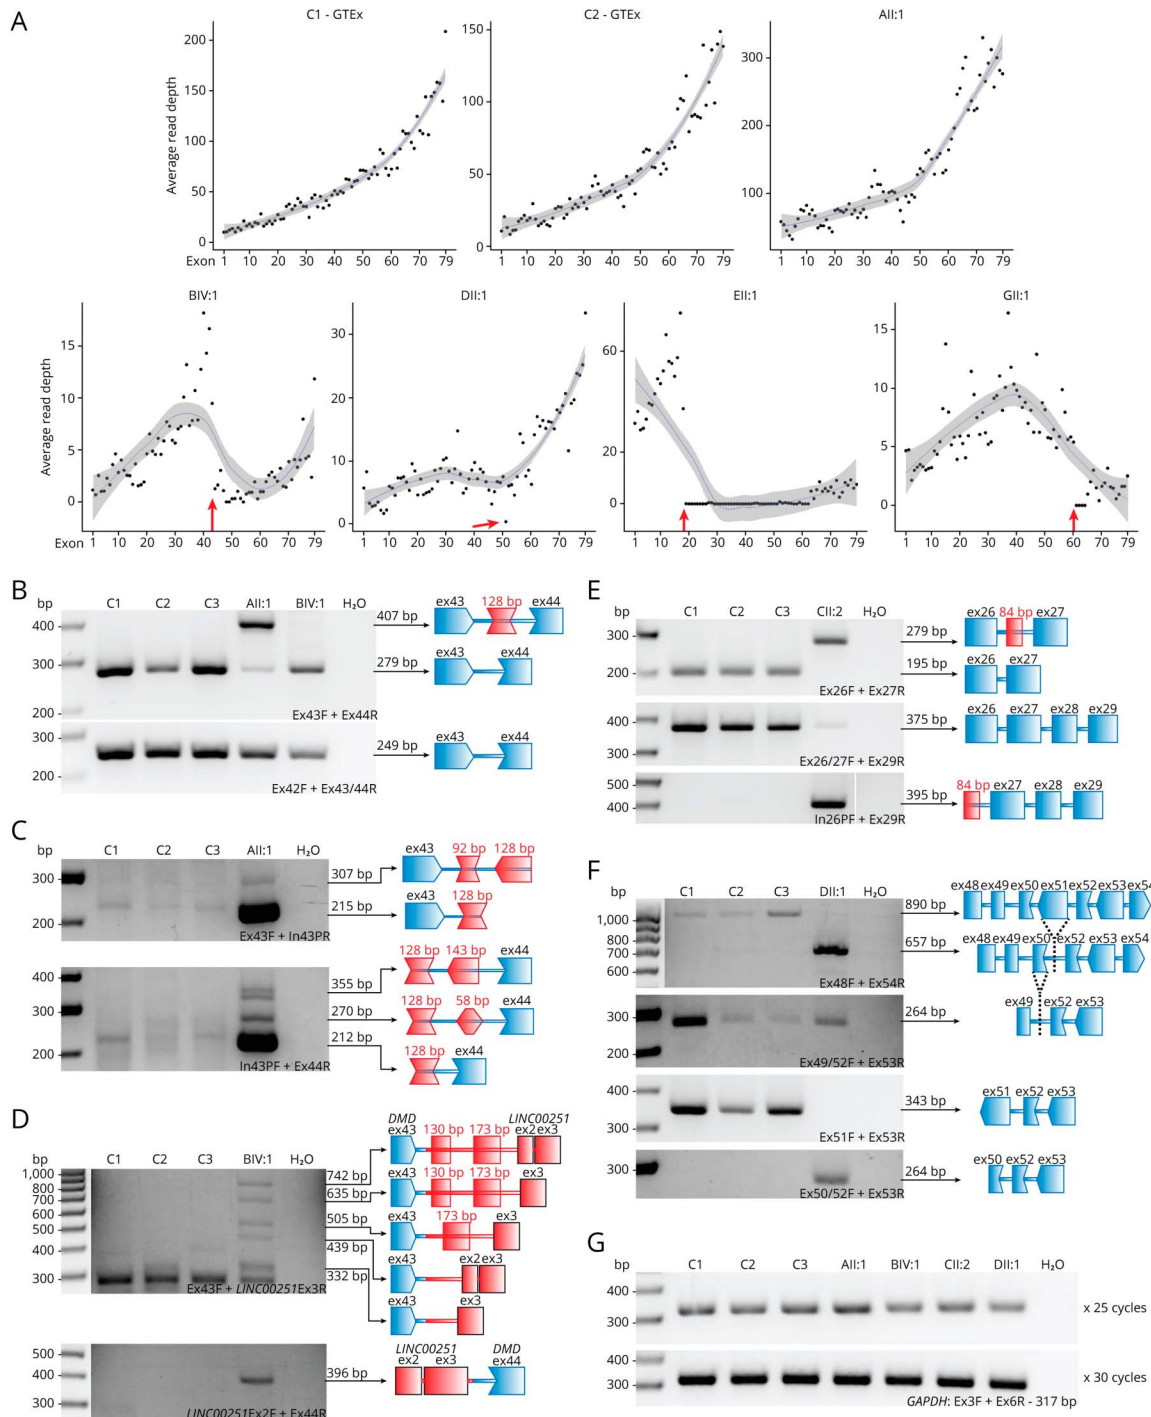 A
C1 - GTEx
C2 - GTEx
AII:1
Average read depth
200
150
100
50
0
Exon
1 10 20 30 40 50 60 70 79
150
100
50
0
1 10 20 30 40 50 60 70 79
300
200
100
1 10 20 30 40 50 60 70 79
BIV:1
DII:1
EII:1
GII:1
Average read depth
15
10
5
0
Exon
1 10 20 30 40 50 60 70 79
30
20
10
0
1 10 20 30 40 50 60 70 79
60
20
0
1 10 20 30 40 50 60 70 79
15
10
5
0
1 10 20 30 40 50 60 70 79
B
bp C1 C2 C3 AII:1 BIV:1 H₂O
400
300
200
Ex43F + Ex44R
407 bp
ex43 128 bp ex44
279 bp
ex43 ex44
300
200
Ex42F + Ex43/44R
249 bp
ex43 ex44
C
bp C1 C2 C3 AII:1 H₂O
300
200
Ex43F + In43PR
307 bp
ex43 92 bp 128 bp
215 bp
ex43 128 bp
400
300
200
In43PF + Ex44R
355 bp
128 bp 143 bp ex44
270 bp
128 bp 58 bp ex44
212 bp
128 bp ex44
D
bp C1 C2 C3 BIV:1 H₂O
1,000
800
700
600
500
400
300
Ex43F + LINC00251Ex3R
DMD LINC00251
742 bp
ex43 130 bp 173 bp ex2 ex3
635 bp
ex43 130 bp 173 bp ex3
505 bp
ex43 173 bp ex3
439 bp
ex43 ex2 ex3
332 bp
ex43 ex3
500
400
300
LINC00251Ex2F + Ex44R
396 bp
LINC00251 DMD
ex2 ex3 ex44
E
bp C1 C2 C3 CII:2 H₂O
300
200
Ex26F + Ex27R
279 bp
ex26 84 bp ex27
195 bp
ex26 ex27
400
300
Ex26/27F + Ex29R
375 bp
ex26 ex27 ex28 ex29
500
400
In26PF + Ex29R
395 bp
84 bp ex27 ex28 ex29
F
bp C1 C2 C3 DII:1 H₂O
1,000
800
700
600
Ex48F + Ex54R
890 bp
ex48 ex49 ex50 ex51 ex52 ex53 ex54
657 bp
ex48 ex49 ex50 ex52 ex53 ex54
300
200
Ex49/52F + Ex53R
264 bp
ex49 ex52 ex53
400
300
Ex51F + Ex53R
343 bp
ex51 ex52 ex53
300
Ex50/52F + Ex53R
264 bp
ex50 ex52 ex53
G
C1 C2 C3 AII:1 BIV:1 CII:2 DII:1 H₂O
400
300
x 25 cycles
400
300
x 30 cycles
GAPDH: Ex3F + Ex6R - 317 bp